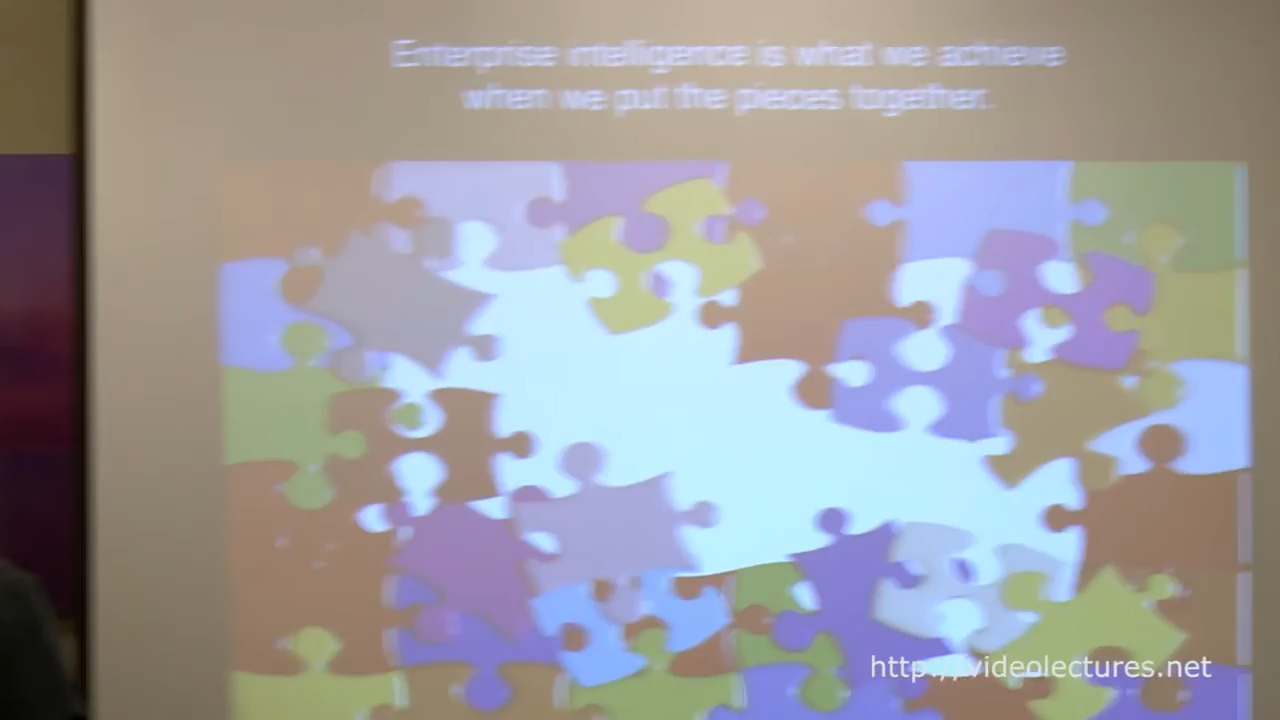 Enterprise intelligence is what we achieve
when we put the pieces together.
http://videolectures.net